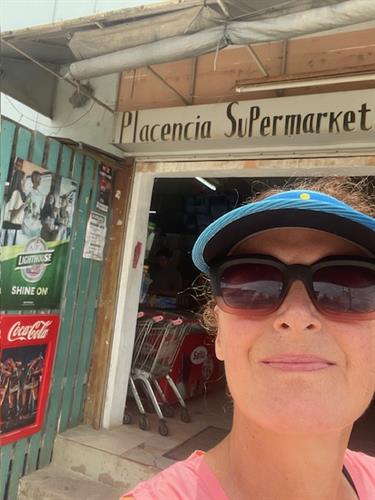 Placencia SuPermarket
LIGHTHOUSE
SHINE ON
Coca-Cola